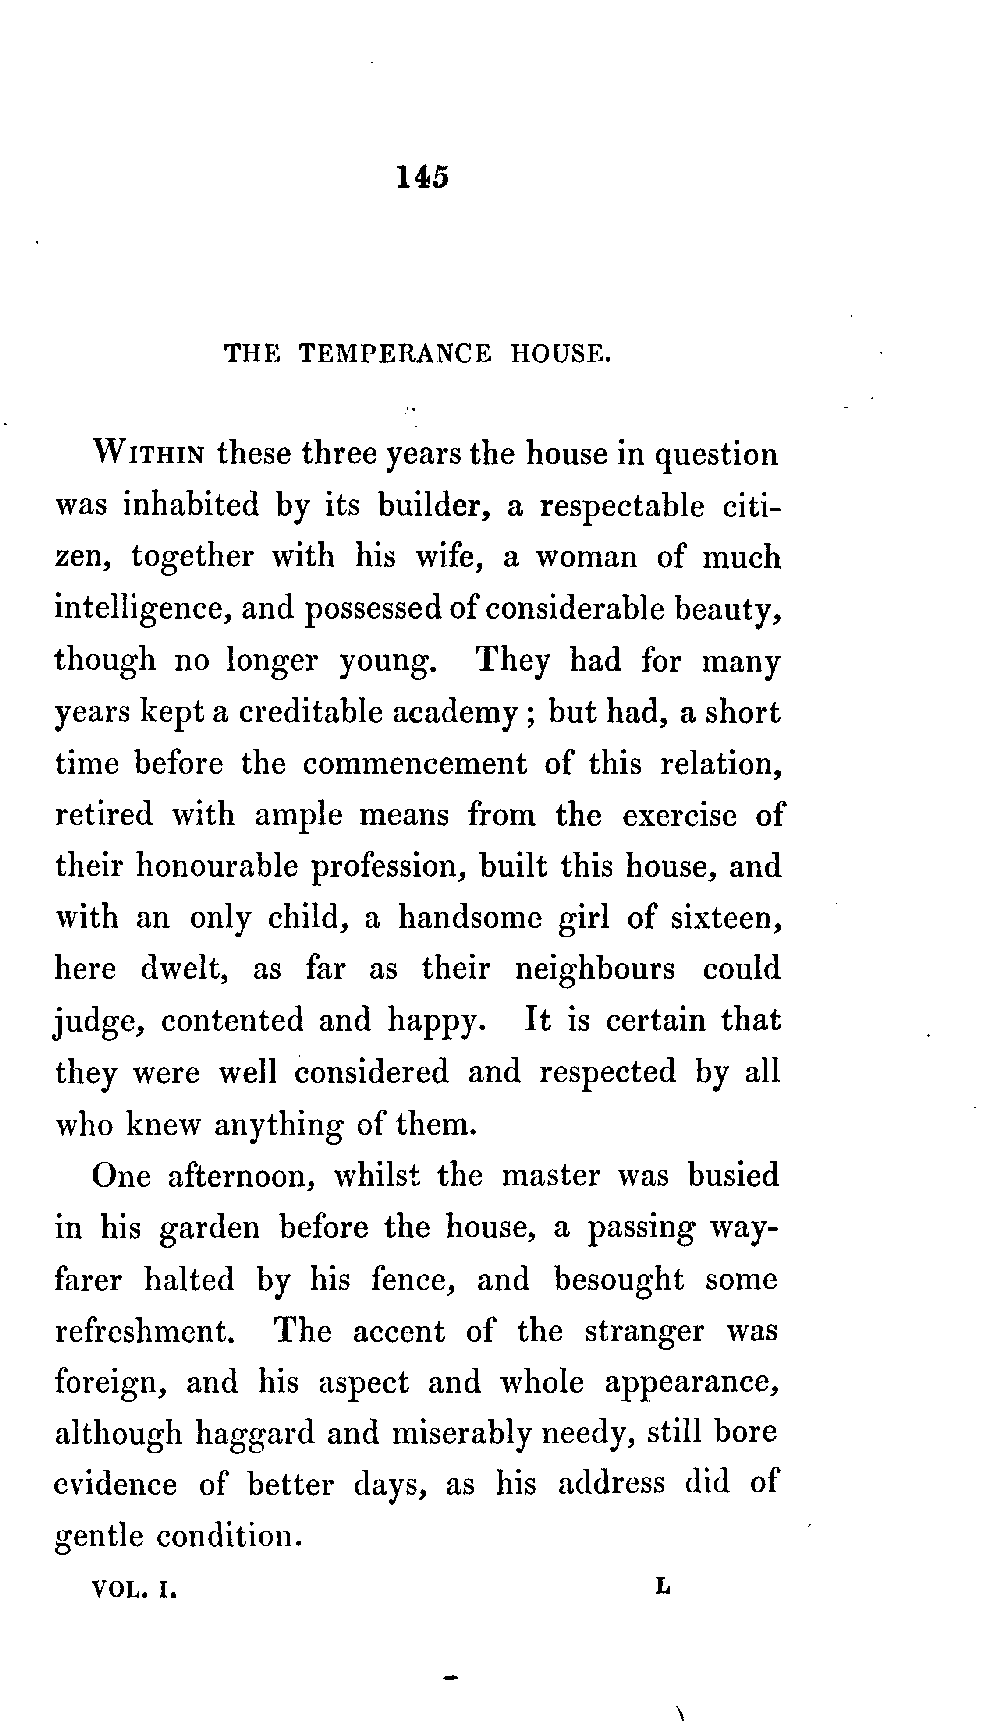 145
THE TEMPERANCE HOUSE.
WITHIN these three years the house in question
was inhabited by its builder, a respectable citi-
zen, together with his wife, a woman of much
intelligence, and possessed of considerable beauty,
though no longer young. They had for many
years kept a creditable academy ; but had, a short
time before the commencement of this relation,
retired with ample means from the exercise of
their honourable profession, built this house, and
with an only child, a handsome girl of sixteen,
here dwelt, as far as their neighbours could
judge, contented and happy. It is certain that
they were well considered and respected by all
who knew anything of them.
One afternoon, whilst the master was busied
in his garden before the house, a passing way-
farer halted by his fence, and besought some
refreshment. The accent of the stranger was
foreign, and his aspect and whole appearance,
although haggard and miserably needy, still bore
evidence of better days, as his address did of
gentle condition.
VOL. I. L